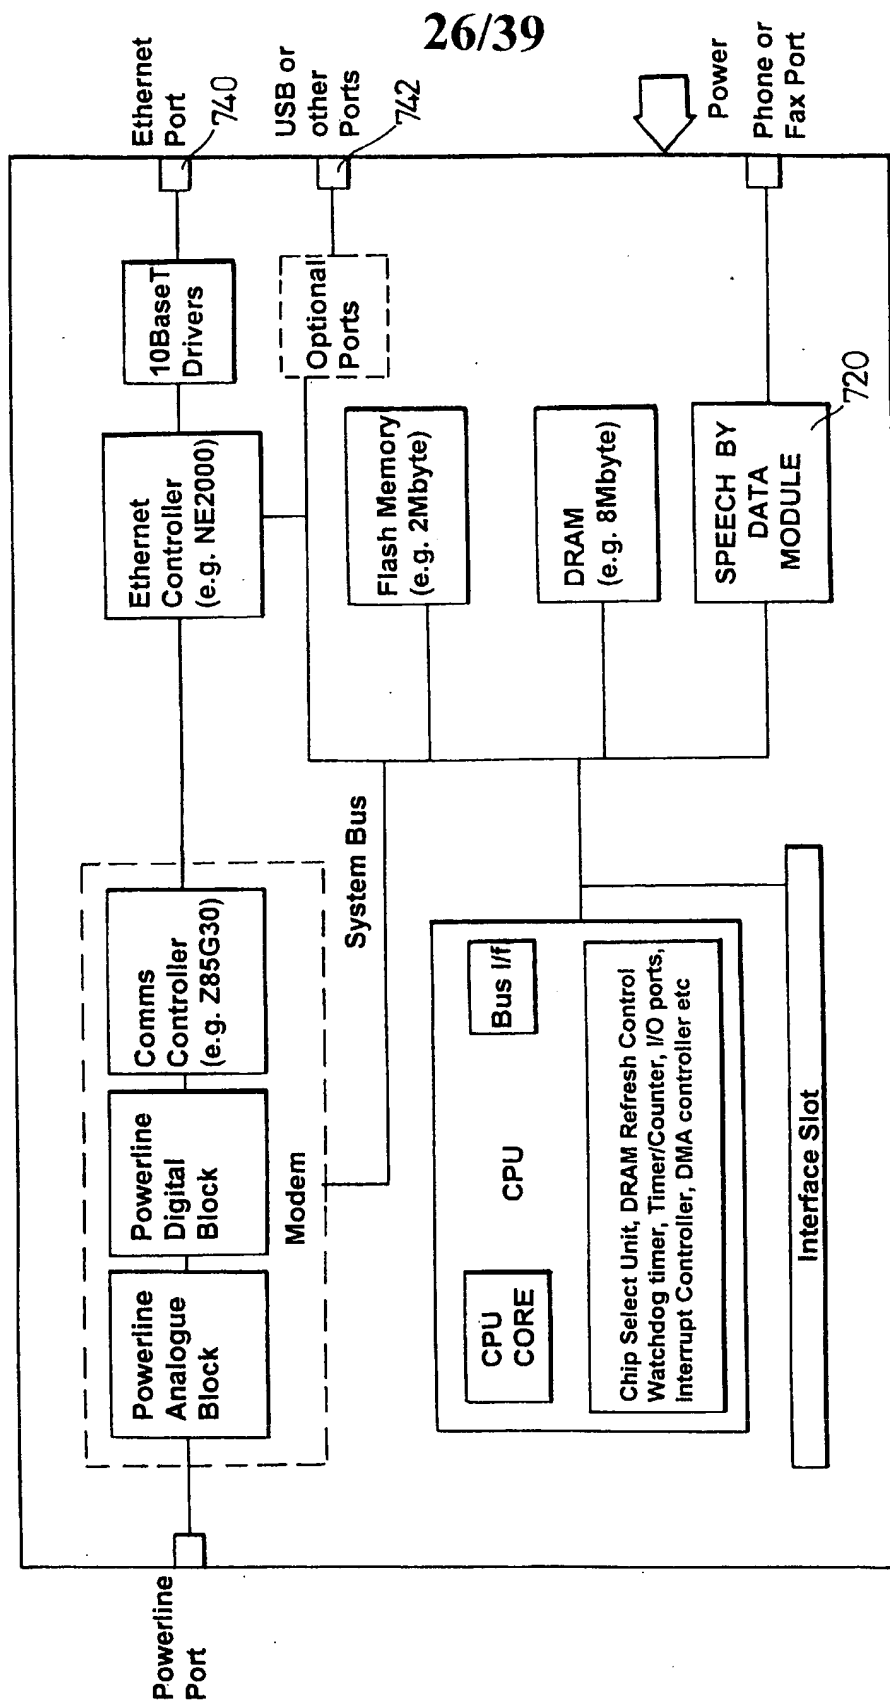 26/39
Powerline
Port
Powerline
Analogue
Block
Powerline
Digital
Block
Comms
Controller
(e.g. Z85G30)
Modem
Ethernet
Controller
(e.g. NE2000)
10BaseT
Drivers
Ethernet
Port
740
System Bus
Optional
Ports
USB or
other
Ports
742
Flash Memory
(e.g. 2Mbyte)
CPU
CORE
CPU
Bus I/f
Chip Select Unit, DRAM Refresh Control
Watchdog timer, Timer/Counter, I/O ports,
Interrupt Controller, DMA controller etc
DRAM
(e.g. 8Mbyte)
Power
SPEECH BY
DATA
MODULE
720
Phone or
Fax Port
Interface Slot